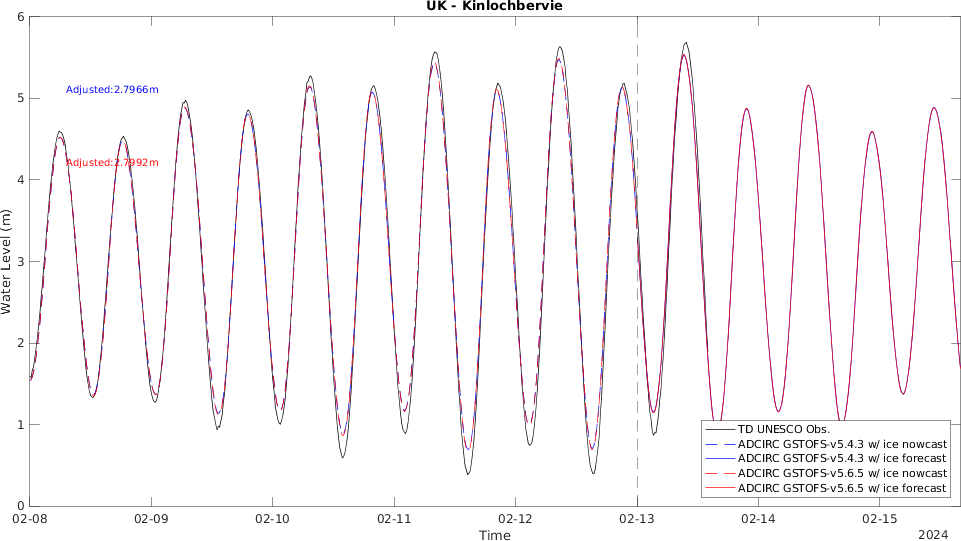 UK - Kinlochbervie
6
5
4
3
2
1
0
Water Level (m)
Adjusted:2.7966m
Adjusted:2.7992m
TD UNESCO Obs.
ADCIRC GSTOFS-v5.4.3 w/ ice nowcast
ADCIRC GSTOFS-v5.4.3 w/ ice forecast
ADCIRC GSTOFS-v5.6.5 w/ ice nowcast
ADCIRC GSTOFS-v5.6.5 w/ ice forecast
02-08 02-09 02-10 02-11 02-12 02-13 02-14 02-15
Time
2024